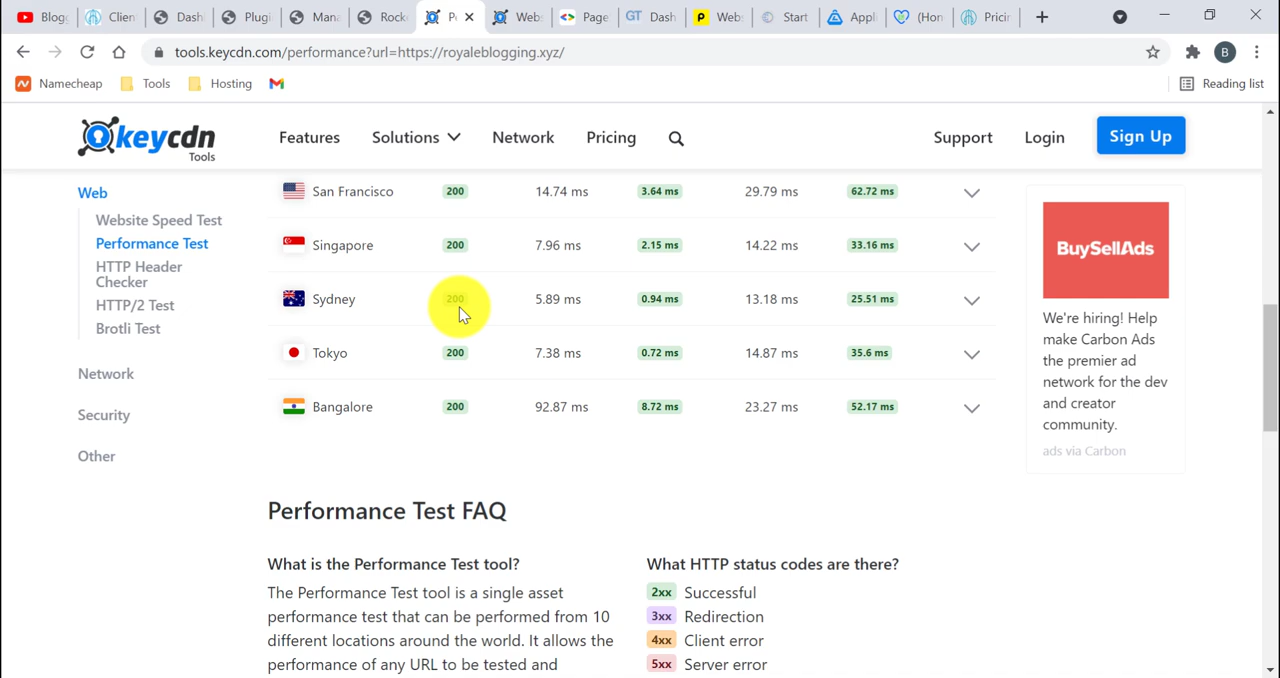 Blogg
Clien
Dash
Plugi
Mana
Rocke
Pe
Webs
Page
Dash
Webs
Start
Appli
(Hon
Pricin
tools.keycdn.com/performance?url=https://royaleblogging.xyz/
B
Namecheap
Tools
Hosting
Reading list
keycdn
Tools
Features
Solutions
Network
Pricing
Support
Login
Sign Up
Web
Website Speed Test
Performance Test
HTTP Header
Checker
HTTP/2 Test
Brotli Test
Network
Security
Other
San Francisco 200 14.74 ms 3.64 ms 29.79 ms 62.72 ms
Singapore 200 7.96 ms 2.15 ms 14.22 ms 33.16 ms
Sydney 200 5.89 ms 0.94 ms 13.18 ms 25.51 ms
Tokyo 200 7.38 ms 0.72 ms 14.87 ms 35.6 ms
Bangalore 200 92.87 ms 8.72 ms 23.27 ms 52.17 ms
BuySellAds
We're hiring! Help
make Carbon Ads
the premier ad
network for the dev
and creator
community.
ads via Carbon
Performance Test FAQ
What is the Performance Test tool?
The Performance Test tool is a single asset
performance test that can be performed from 10
different locations around the world. It allows the
performance of any URL to be tested and
What HTTP status codes are there?
2xx Successful
3xx Redirection
4xx Client error
5xx Server error